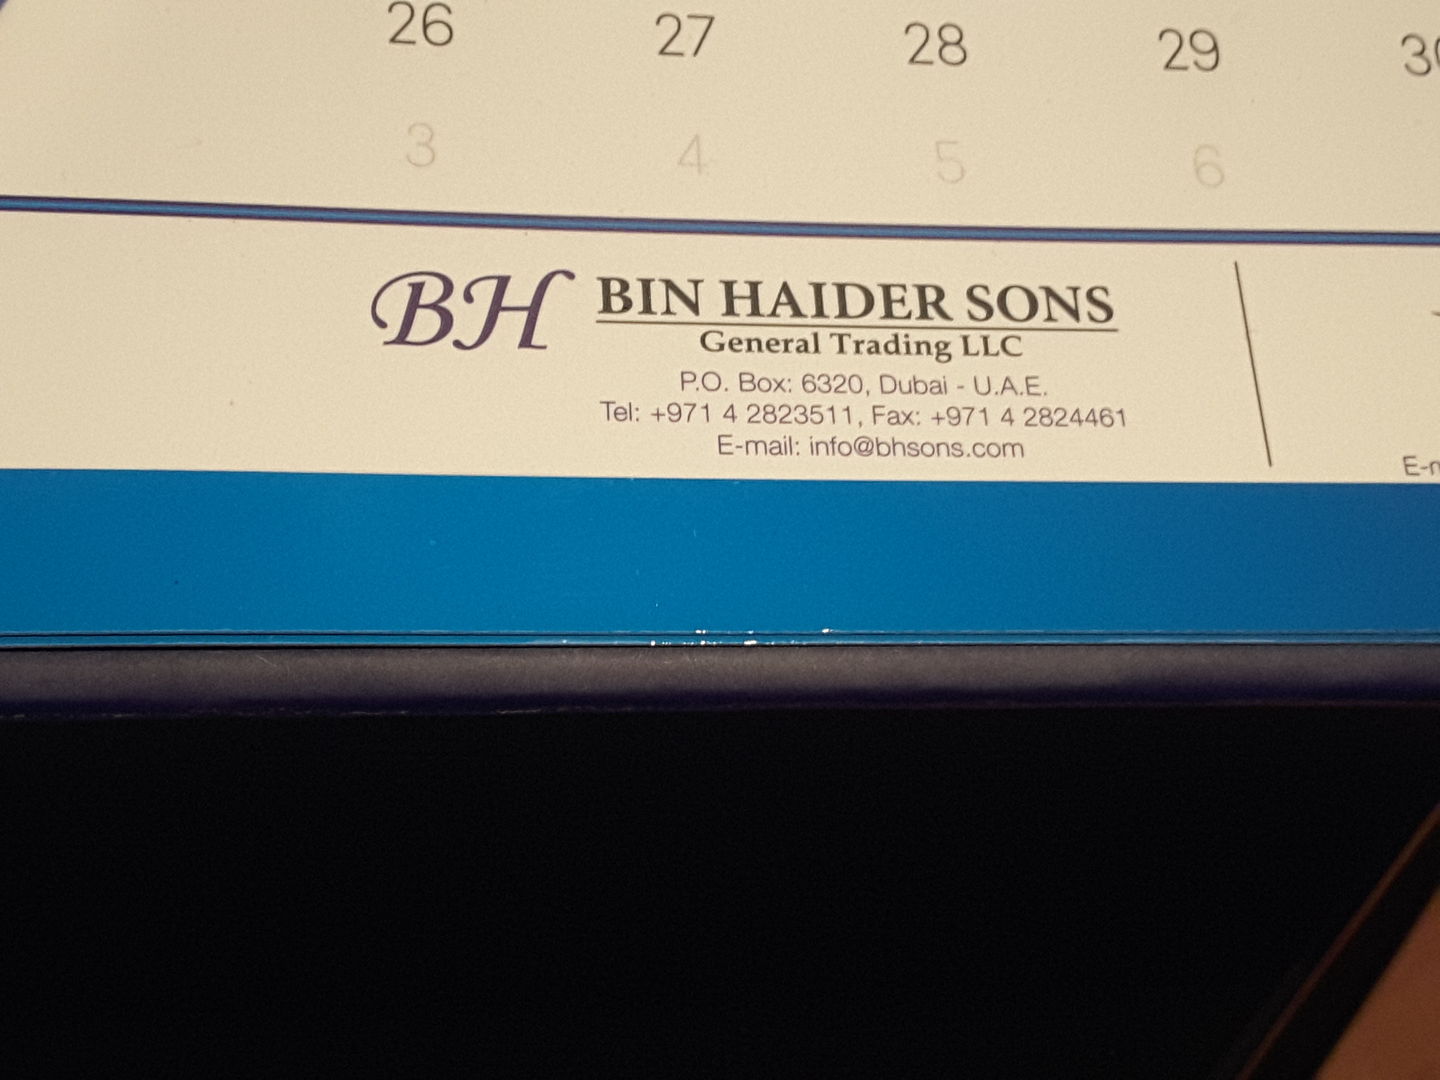 26 27 28 29 30
3 4 5 6
BH
BIN HAIDER SONS
General Trading LLC
P.O. Box: 6320, Dubai - U.A.E.
Tel: +971 4 2823511, Fax: +971 4 2824461
E-mail: info@bhsons.com